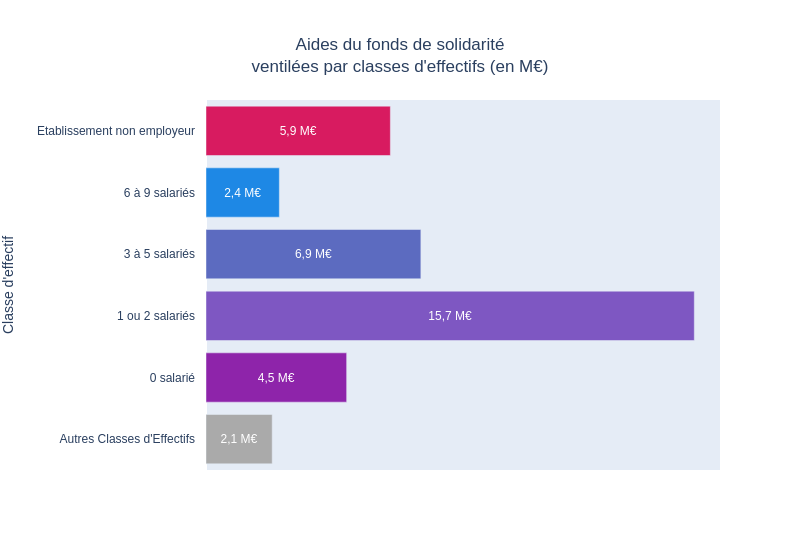 Aides du fonds de solidarité
ventilées par classes d'effectifs (en M€)
Classe d'effectif
Etablissement non employeur
5,9 M€
6 à 9 salariés
2,4 M€
3 à 5 salariés
6,9 M€
1 ou 2 salariés
15,7 M€
0 salarié
4,5 M€
Autres Classes d'Effectifs
2,1 M€